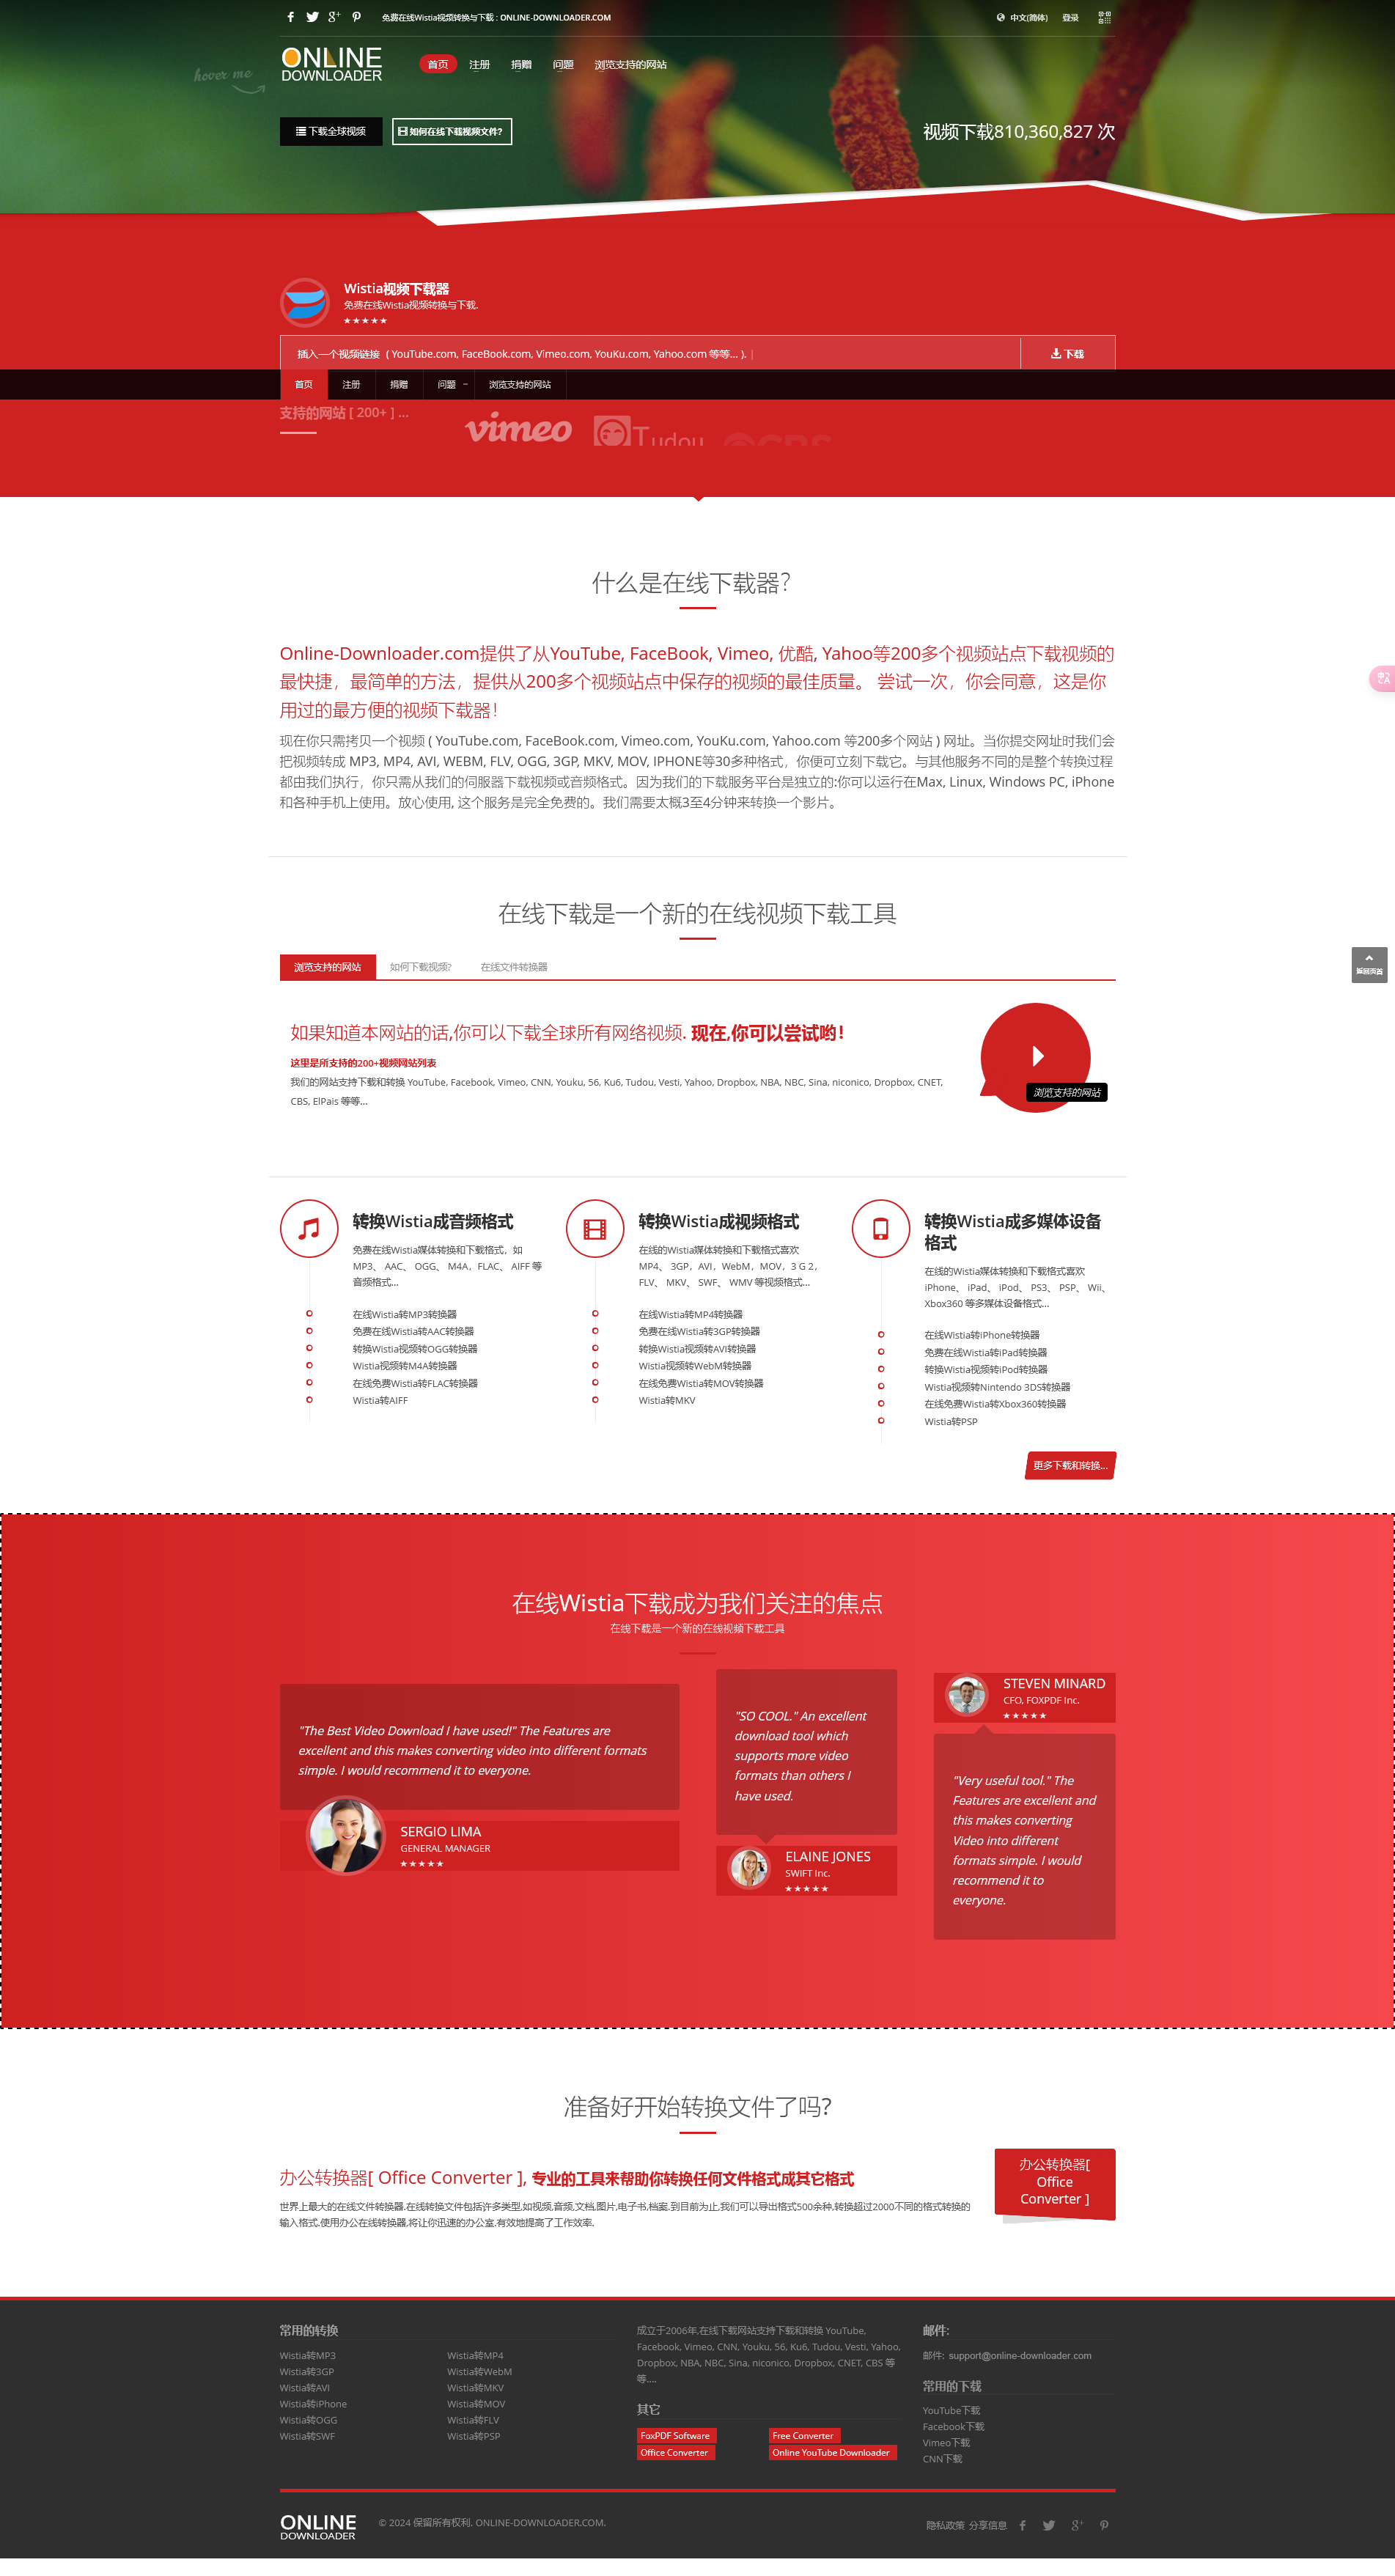 免费在线Wistia视频转换与下载 : ONLINE-DOWNLOADER.COM
中文(简体) 登录
hover me
ONLINE
DOWNLOADER
首页 注册 捐赠 问题 浏览支持的网站
下载全球视频 如何在线下载视频文件? 视频下载810,360,827 次
Wistia视频下载器
免费在线Wistia视频转换与下载.
插入一个视频链接 ( YouTube.com, FaceBook.com, Vimeo.com, YouKu.com, Yahoo.com 等等... ). 下载
首页 注册 捐赠 问题 浏览支持的网站
支持的网站 [ 200+ ] ...
vimeo Tudou CBS
什么是在线下载器?
Online-Downloader.com提供了从YouTube, FaceBook, Vimeo, 优酷, Yahoo等200多个视频站点下载视频的
最快捷，最简单的方法，提供从200多个视频站点中保存的视频的最佳质量。 尝试一次，你会同意，这是你
用过的最方便的视频下载器!
现在你只需拷贝一个视频 ( YouTube.com, FaceBook.com, Vimeo.com, YouKu.com, Yahoo.com 等200多个网站 ) 网址。当你提交网址时我们会
把视频转成 MP3, MP4, AVI, WEBM, FLV, OGG, 3GP, MKV, MOV, IPHONE等30多种格式，你便可立刻下载它。与其他服务不同的是整个转换过程
都由我们执行，你只需从我们的伺服器下载视频或音频格式。因为我们的下载服务平台是独立的:你可以运行在Max, Linux, Windows PC, iPhone
和各种手机上使用。放心使用, 这个服务是完全免费的。我们需要太概3至4分钟来转换一个影片。
在线下载是一个新的在线视频下载工具
浏览支持的网站 如何下载视频? 在线文件转换器
返回页首
如果知道本网站的话,你可以下载全球所有网络视频. 现在,你可以尝试哟!
这里是所支持的200+视频网站列表
我们的网站支持下载和转换 YouTube, Facebook, Vimeo, CNN, Youku, 56, Ku6, Tudou, Vesti, Yahoo, Dropbox, NBA, NBC, Sina, niconico, Dropbox, CNET,
CBS, ElPais 等等...
浏览支持的网站
转换Wistia成音频格式
免费在线Wistia媒体转换和下载格式，如
MP3、 AAC、 OGG、 M4A，FLAC、 AIFF 等
音频格式...
在线Wistia转MP3转换器
免费在线Wistia转AAC转换器
转换Wistia视频转OGG转换器
Wistia视频转M4A转换器
在线免费Wistia转FLAC转换器
Wistia转AIFF
转换Wistia成视频格式
在线的Wistia媒体转换和下载格式喜欢
MP4、 3GP，AVI，WebM，MOV，3 G 2，
FLV、 MKV、 SWF、 WMV 等视频格式...
在线Wistia转MP4转换器
免费在线Wistia转3GP转换器
转换Wistia视频转AVI转换器
Wistia视频转WebM转换器
在线免费Wistia转MOV转换器
Wistia转MKV
转换Wistia成多媒体设备
格式
在线的Wistia媒体转换和下载格式喜欢
iPhone、 iPad、 iPod、 PS3、 PSP、 Wii、
Xbox360 等多媒体设备格式...
在线Wistia转iPhone转换器
免费在线Wistia转iPad转换器
转换Wistia视频转iPod转换器
Wistia视频转Nintendo 3DS转换器
在线免费Wistia转Xbox360转换器
Wistia转PSP
更多下载和转换...
在线Wistia下载成为我们关注的焦点
在线下载是一个新的在线视频下载工具
"The Best Video Download I have used!" The Features are
excellent and this makes converting video into different formats
simple. I would recommend it to everyone.
SERGIO LIMA
GENERAL MANAGER
"SO COOL." An excellent
download tool which
supports more video
formats than others I
have used.
ELAINE JONES
SWIFT Inc.
STEVEN MINARD
CFO, FOXPDF Inc.
"Very useful tool." The
Features are excellent and
this makes converting
Video into different
formats simple. I would
recommend it to
everyone.
准备好开始转换文件了吗?
办公转换器[ Office Converter ], 专业的工具来帮助你转换任何文件格式成其它格式
世界上最大的在线文件转换器.在线转换文件包括许多类型,如视频,音频,文档,图片,电子书,档案.到目前为止,我们可以导出格式500余种,转换超过2000不同的格式转换的
输入格式.使用办公在线转换器,将让你迅速的办公室,有效地提高了工作效率.
办公转换器[
Office
Converter ]
常用的转换
Wistia转MP3 Wistia转MP4
Wistia转3GP Wistia转WebM
Wistia转AVI Wistia转MKV
Wistia转iPhone Wistia转MOV
Wistia转OGG Wistia转FLV
Wistia转SWF Wistia转PSP
成立于2006年,在线下载网站支持下载和转换 YouTube,
Facebook, Vimeo, CNN, Youku, 56, Ku6, Tudou, Vesti, Yahoo,
Dropbox, NBA, NBC, Sina, niconico, Dropbox, CNET, CBS 等
等....
其它
FoxPDF Software Free Converter
Office Converter Online YouTube Downloader
邮件:
邮件: support@online-downloader.com
常用的下载
YouTube下载
Facebook下载
Vimeo下载
CNN下载
ONLINE
DOWNLOADER
© 2024 保留所有权利. ONLINE-DOWNLOADER.COM.
隐私政策 分享信息